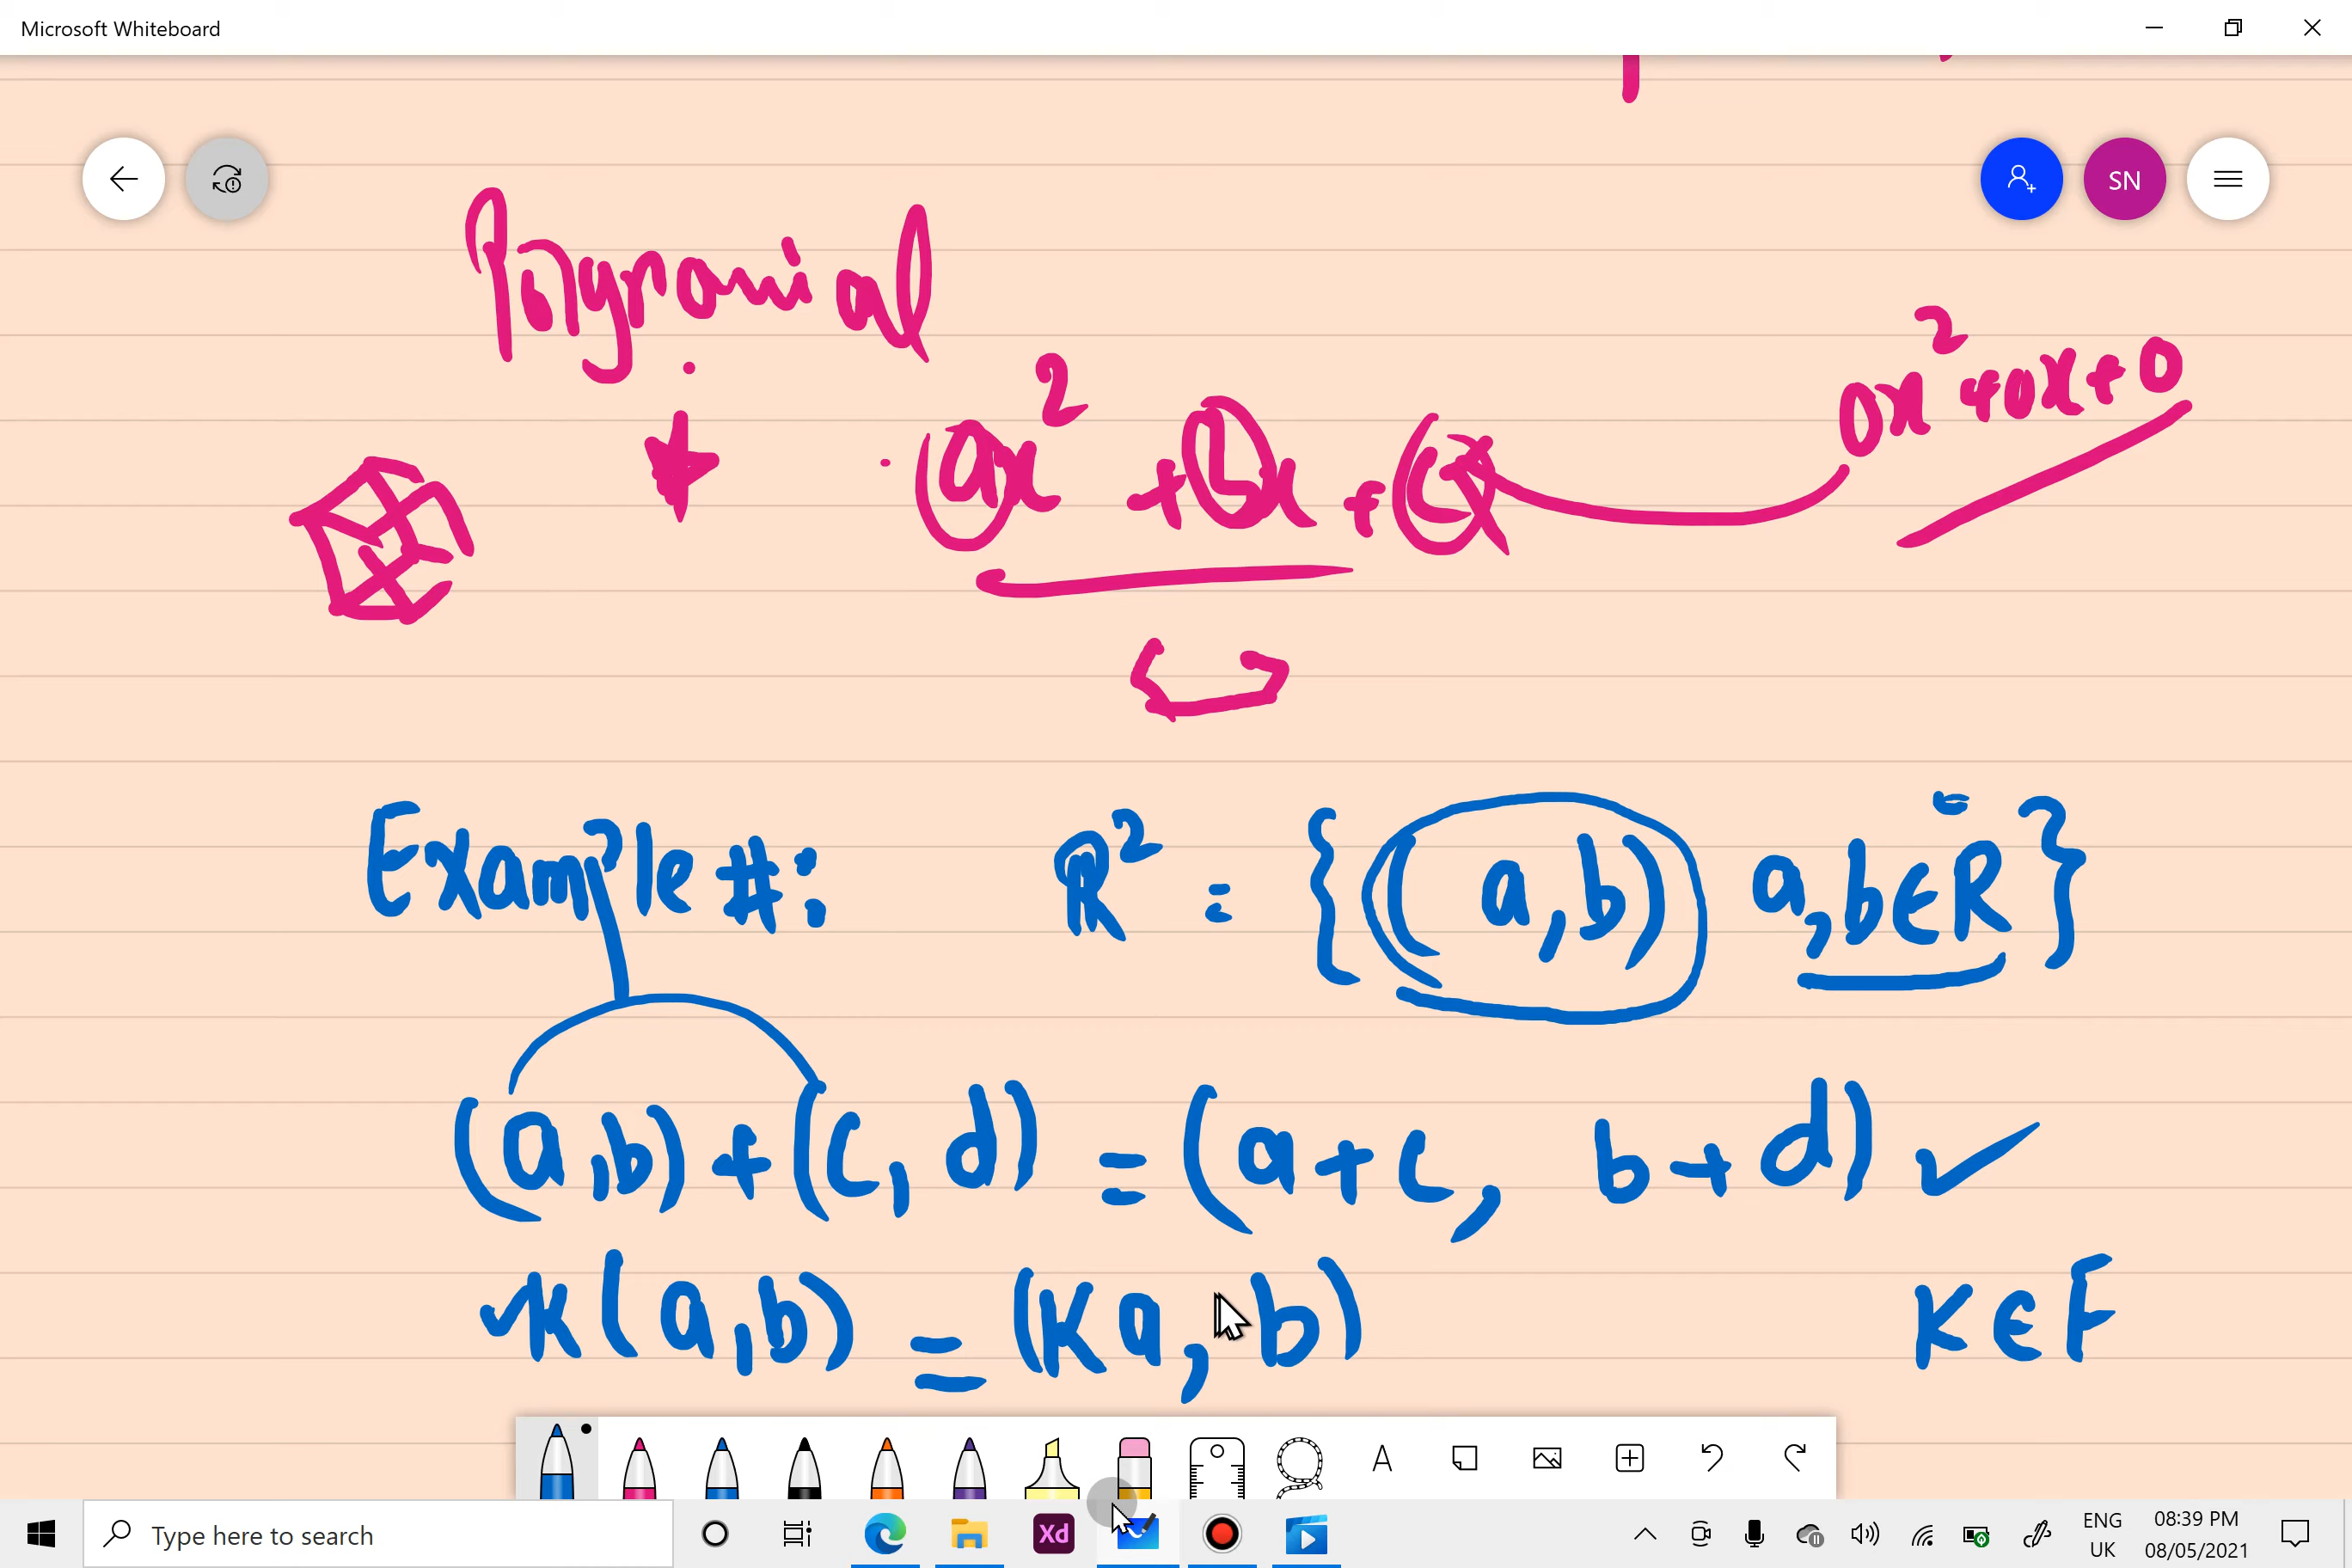 Microsoft Whiteboard
SN
Polynomial
ax² + bx + c
0x² + 0x + 0
Example #: R² = {(a,b) a,b∈R}
(a,b)+(c,d) = (a+c, b+d) ✓
k(a,b) = (ka, b) K∈F
A
Type here to search
Xd
ENG
UK
08:39 PM
08/05/2021